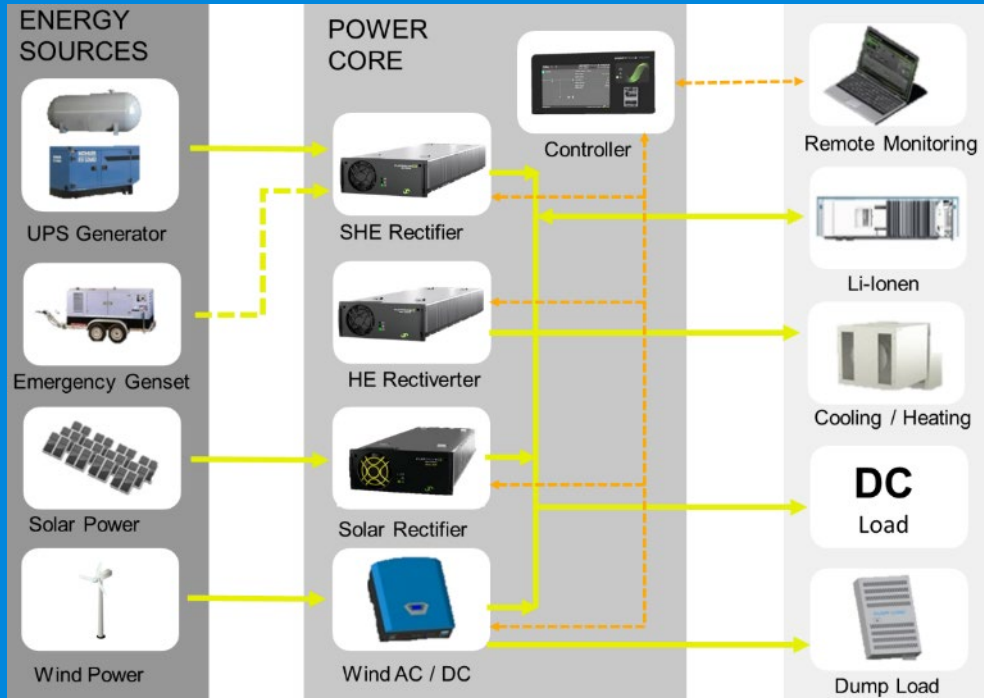 ENERGY
SOURCES
UPS Generator
Emergency Genset
Solar Power
Wind Power
POWER
CORE
Controller
SHE Rectifier
HE Rectiverter
Solar Rectifier
Wind AC / DC
Remote Monitoring
Li-Ionen
Cooling / Heating
DC
Load
Dump Load